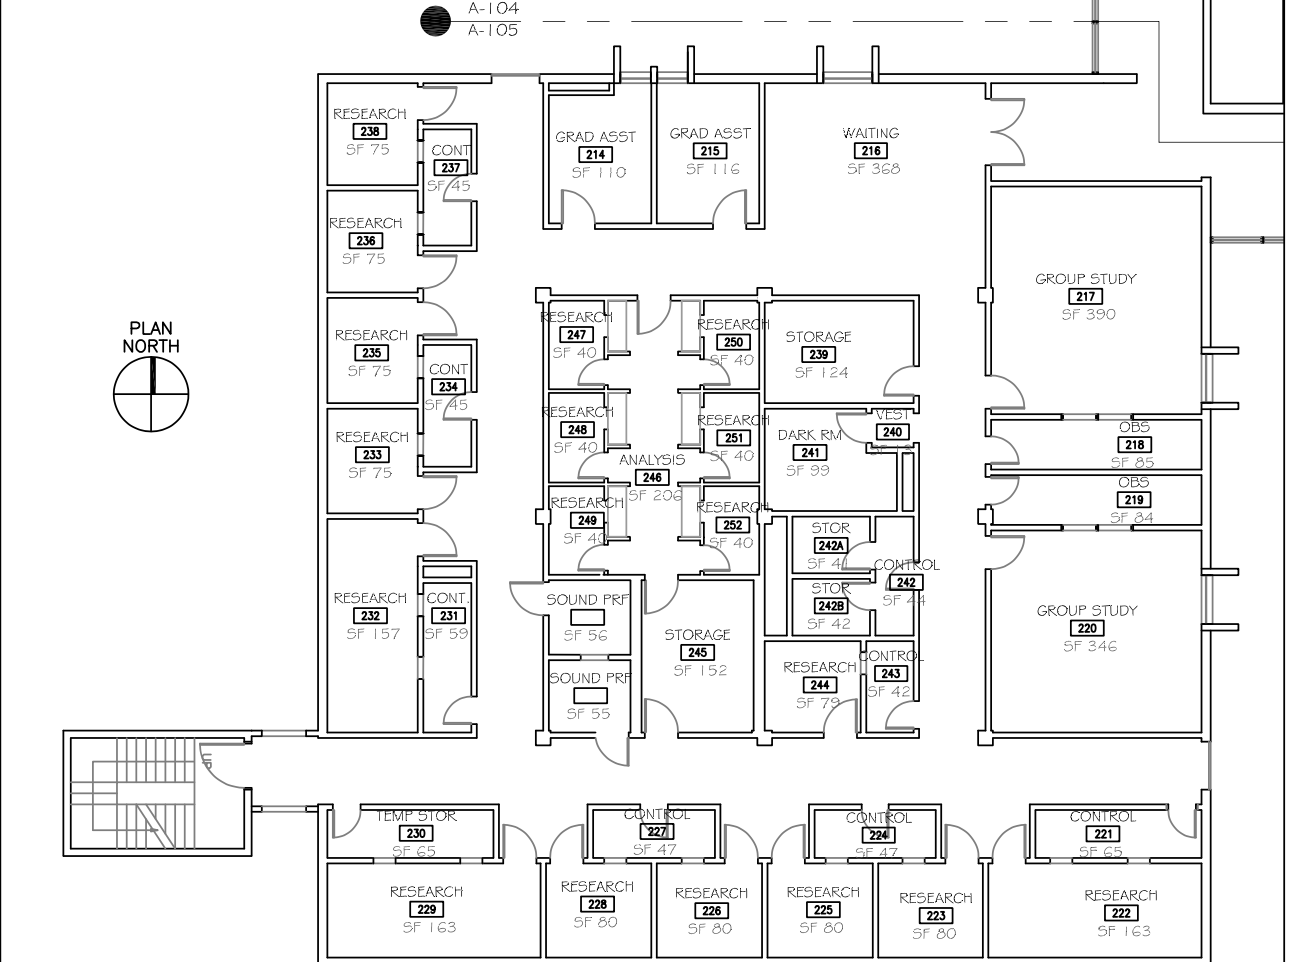 A-104
A-105
RESEARCH
238
SF 75
CONT
237
SF 45
GRAD ASST
214
SF 110
GRAD ASST
215
SF 116
WAITING
216
SF 368
RESEARCH
236
SF 75
GROUP STUDY
217
SF 390
PLAN
NORTH
RESEARCH
235
SF 75
CONT
234
SF 45
RESEARCH
247
SF 40
RESEARCH
250
SF 40
STORAGE
239
SF 124
RESEARCH
233
SF 75
RESEARCH
248
SF 40
RESEARCH
251
SF 40
DARK RM
241
SF 99
VEST
240
OBS
218
SF 85
ANALYSIS
246
SF 206
OBS
219
SF 84
RESEARCH
249
SF 40
RESEARCH
252
SF 40
STOR
242A
CONTROL
242
SF 44
STOR
242B
SF 42
RESEARCH
232
SF 157
CONT.
231
SF 59
SOUND PRF
SF 56
STORAGE
245
SF 152
GROUP STUDY
220
SF 346
SOUND PRF
SF 55
RESEARCH
244
SF 79
CONTROL
243
SF 42
UP
TEMP STOR
230
SF 65
CONTROL
227
SF 47
CONTROL
224
SF 47
CONTROL
221
SF 65
RESEARCH
229
SF 163
RESEARCH
228
SF 80
RESEARCH
226
SF 80
RESEARCH
225
SF 80
RESEARCH
223
SF 80
RESEARCH
222
SF 163